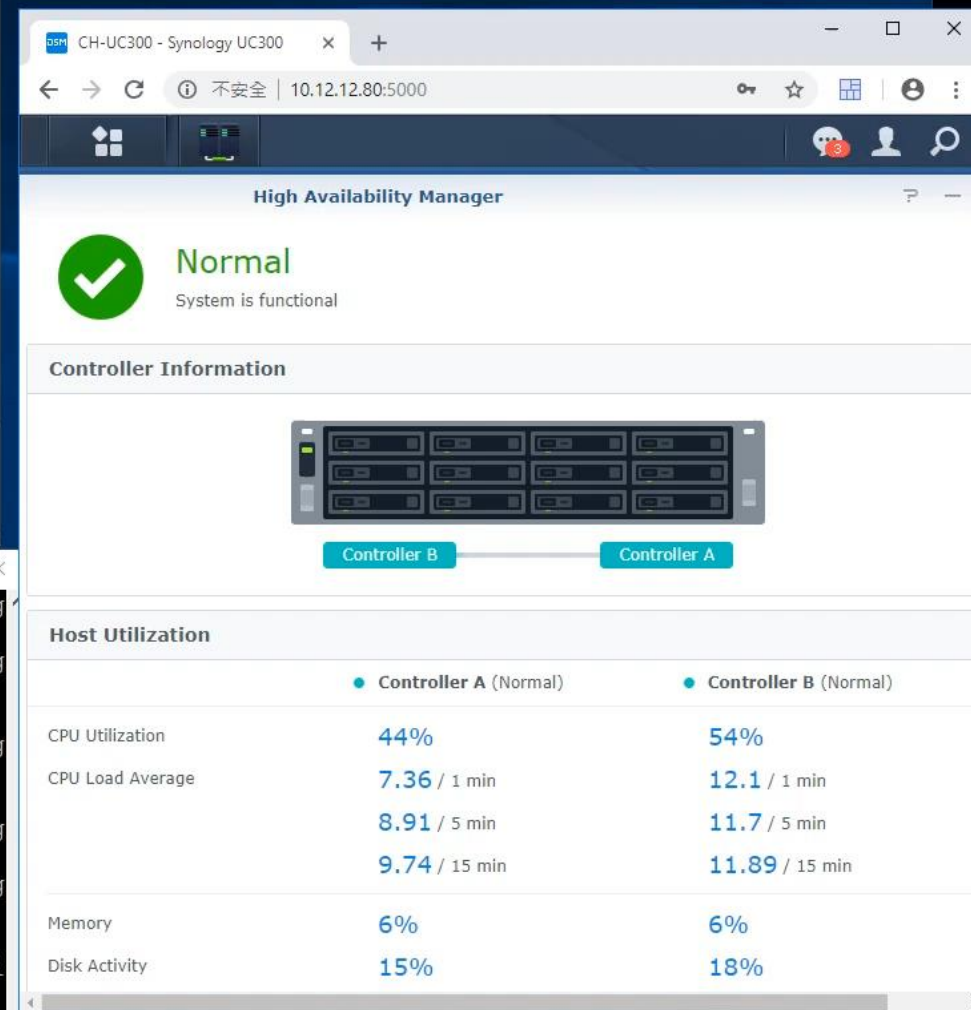 CH-UC300 - Synology UC300
不安全 | 10.12.12.80:5000
3
High Availability Manager
Normal
System is functional
Controller Information
Controller B Controller A
Host Utilization
Controller A (Normal) Controller B (Normal)
CPU Utilization 44% 54%
CPU Load Average 7.36 / 1 min 12.1 / 1 min
8.91 / 5 min 11.7 / 5 min
9.74 / 15 min 11.89 / 15 min
Memory 6% 6%
Disk Activity 15% 18%